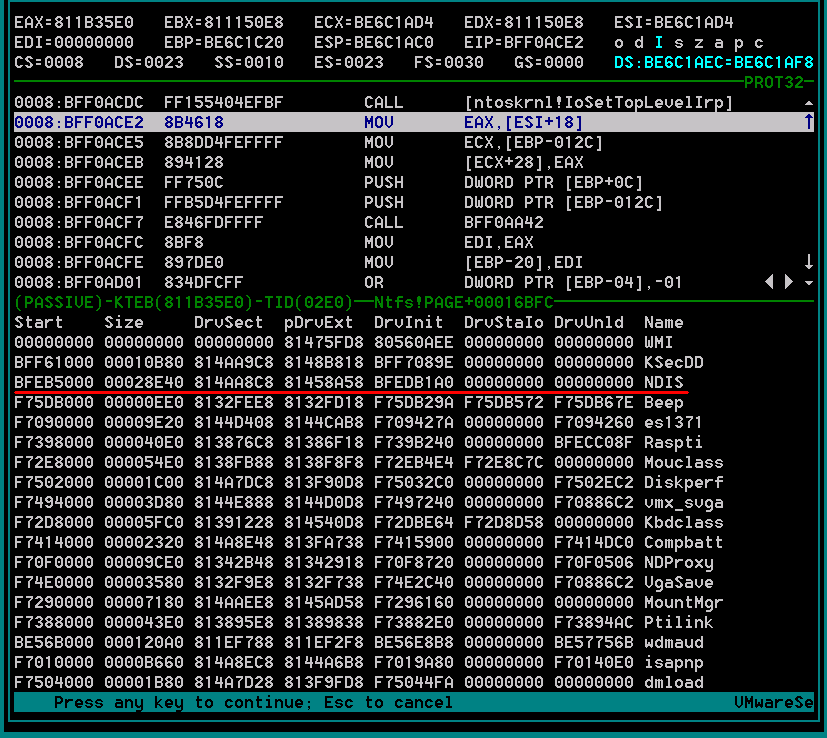 EAX=811B35E0   EBX=811150E8   ECX=BE6C1AD4   EDX=811150E8   ESI=BE6C1AD4
EDI=00000000   EBP=BE6C1C20   ESP=BE6C1AC0   EIP=BFF0ACE2   o d I s z a p c
CS=0008   DS=0023   SS=0010   ES=0023   FS=0030   GS=0000   DS:BE6C1AEC=BE6C1AF8
PROT32
0008:BFF0ACDC  FF155404EFBF        CALL      [ntoskrnl!IoSetTopLevelIrp]
0008:BFF0ACE2  8B4618              MOV       EAX,[ESI+18]
0008:BFF0ACE5  8B8DD4FEFFFF        MOV       ECX,[EBP-012C]
0008:BFF0ACEB  894128              MOV       [ECX+28],EAX
0008:BFF0ACEE  FF750C              PUSH      DWORD PTR [EBP+0C]
0008:BFF0ACF1  FFB5D4FEFFFF        PUSH      DWORD PTR [EBP-012C]
0008:BFF0ACF7  E846FDFFFF          CALL      BFF0AA42
0008:BFF0ACFC  8BF8                MOV       EDI,EAX
0008:BFF0ACFE  897DE0              MOV       [EBP-20],EDI
0008:BFF0AD01  834DFCFF            OR        DWORD PTR [EBP-04],-01
(PASSIVE)-KTEB(811B35E0)-TID(02E0)—Ntfs!PAGE+00016BFC
Start    Size     DrvSect  pDrvExt  DrvInit  DrvStaIo DrvUnld  Name
00000000 00000000 00000000 81475FD8 80560AEE 00000000 00000000 WMI
BFF61000 00010B80 814AA9C8 8148B818 BFF7089E 00000000 00000000 KSecDD
BFEB5000 00028E40 814AA8C8 81458A58 BFEDB1A0 00000000 00000000 NDIS
F75DB000 00000EE0 8132FEE8 8132FD18 F75DB29A F75DB572 F75DB67E Beep
F7090000 00009E20 8144D408 8144CAB8 F709427A 00000000 F7094260 es1371
F7398000 000040E0 813876C8 81386F18 F739B240 00000000 BFECC08F Raspti
F72E8000 000054E0 8138FB88 8138F8F8 F72EB4E4 F72E8C7C 00000000 Mouclass
F7502000 00001C00 814A7DC8 813F90D8 F75032C0 00000000 F7502EC2 Diskperf
F7494000 00003D80 8144E888 8144D0D8 F7497240 00000000 F70886C2 vmx_svga
F72D8000 00005FC0 81391228 814540D8 F72DBE64 F72D8D58 00000000 Kbdclass
F7414000 00002320 814A8E48 813FA738 F7415900 00000000 F7414DC0 Compbatt
F70F0000 00009CE0 81342B48 81342918 F70F8720 00000000 F70F0506 NDProxy
F74E0000 00003580 8132F9E8 8132F738 F74E2C40 00000000 F70886C2 VgaSave
F7290000 00007180 814AAEE8 8145AD58 F7296160 00000000 00000000 MountMgr
F7388000 000043E0 813895E8 81389838 F73882E0 00000000 F73894AC Ptilink
BE56B000 000120A0 811EF788 811EF2F8 BE56E8B8 00000000 BE57756B wdmaud
F7010000 0000B660 814A8EC8 8144A6B8 F7019A80 00000000 F70140E0 isapnp
F7504000 00001B80 814A7D28 813F9FD8 F75044FA 00000000 00000000 dmload
Press any key to continue; Esc to cancel                            VMwareSe